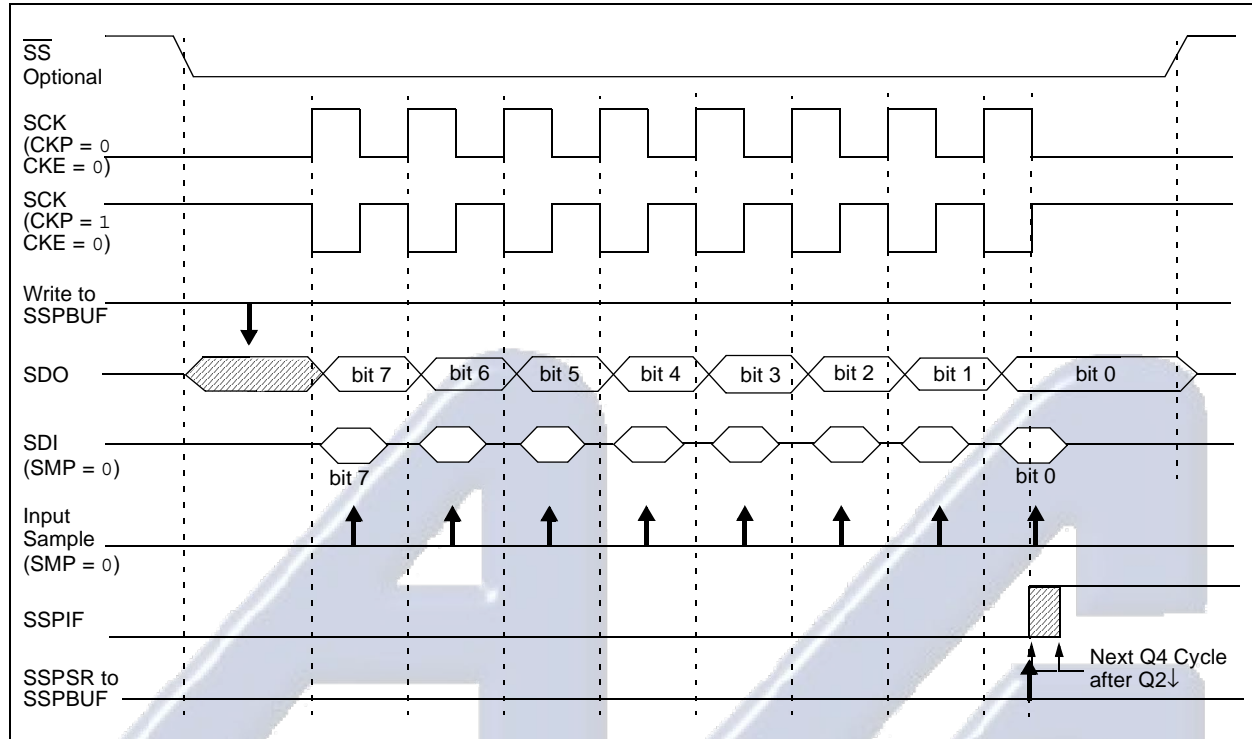 SS
Optional
SCK
(CKP = 0
CKE = 0)
SCK
(CKP = 1
CKE = 0)
Write to
SSPBUF
SDO
bit 7
bit 6
bit 5
bit 4
bit 3
bit 2
bit 1
bit 0
SDI
(SMP = 0)
bit 7
bit 0
Input
Sample
(SMP = 0)
SSPIF
Next Q4 Cycle
after Q2↓
SSPSR to
SSPBUF